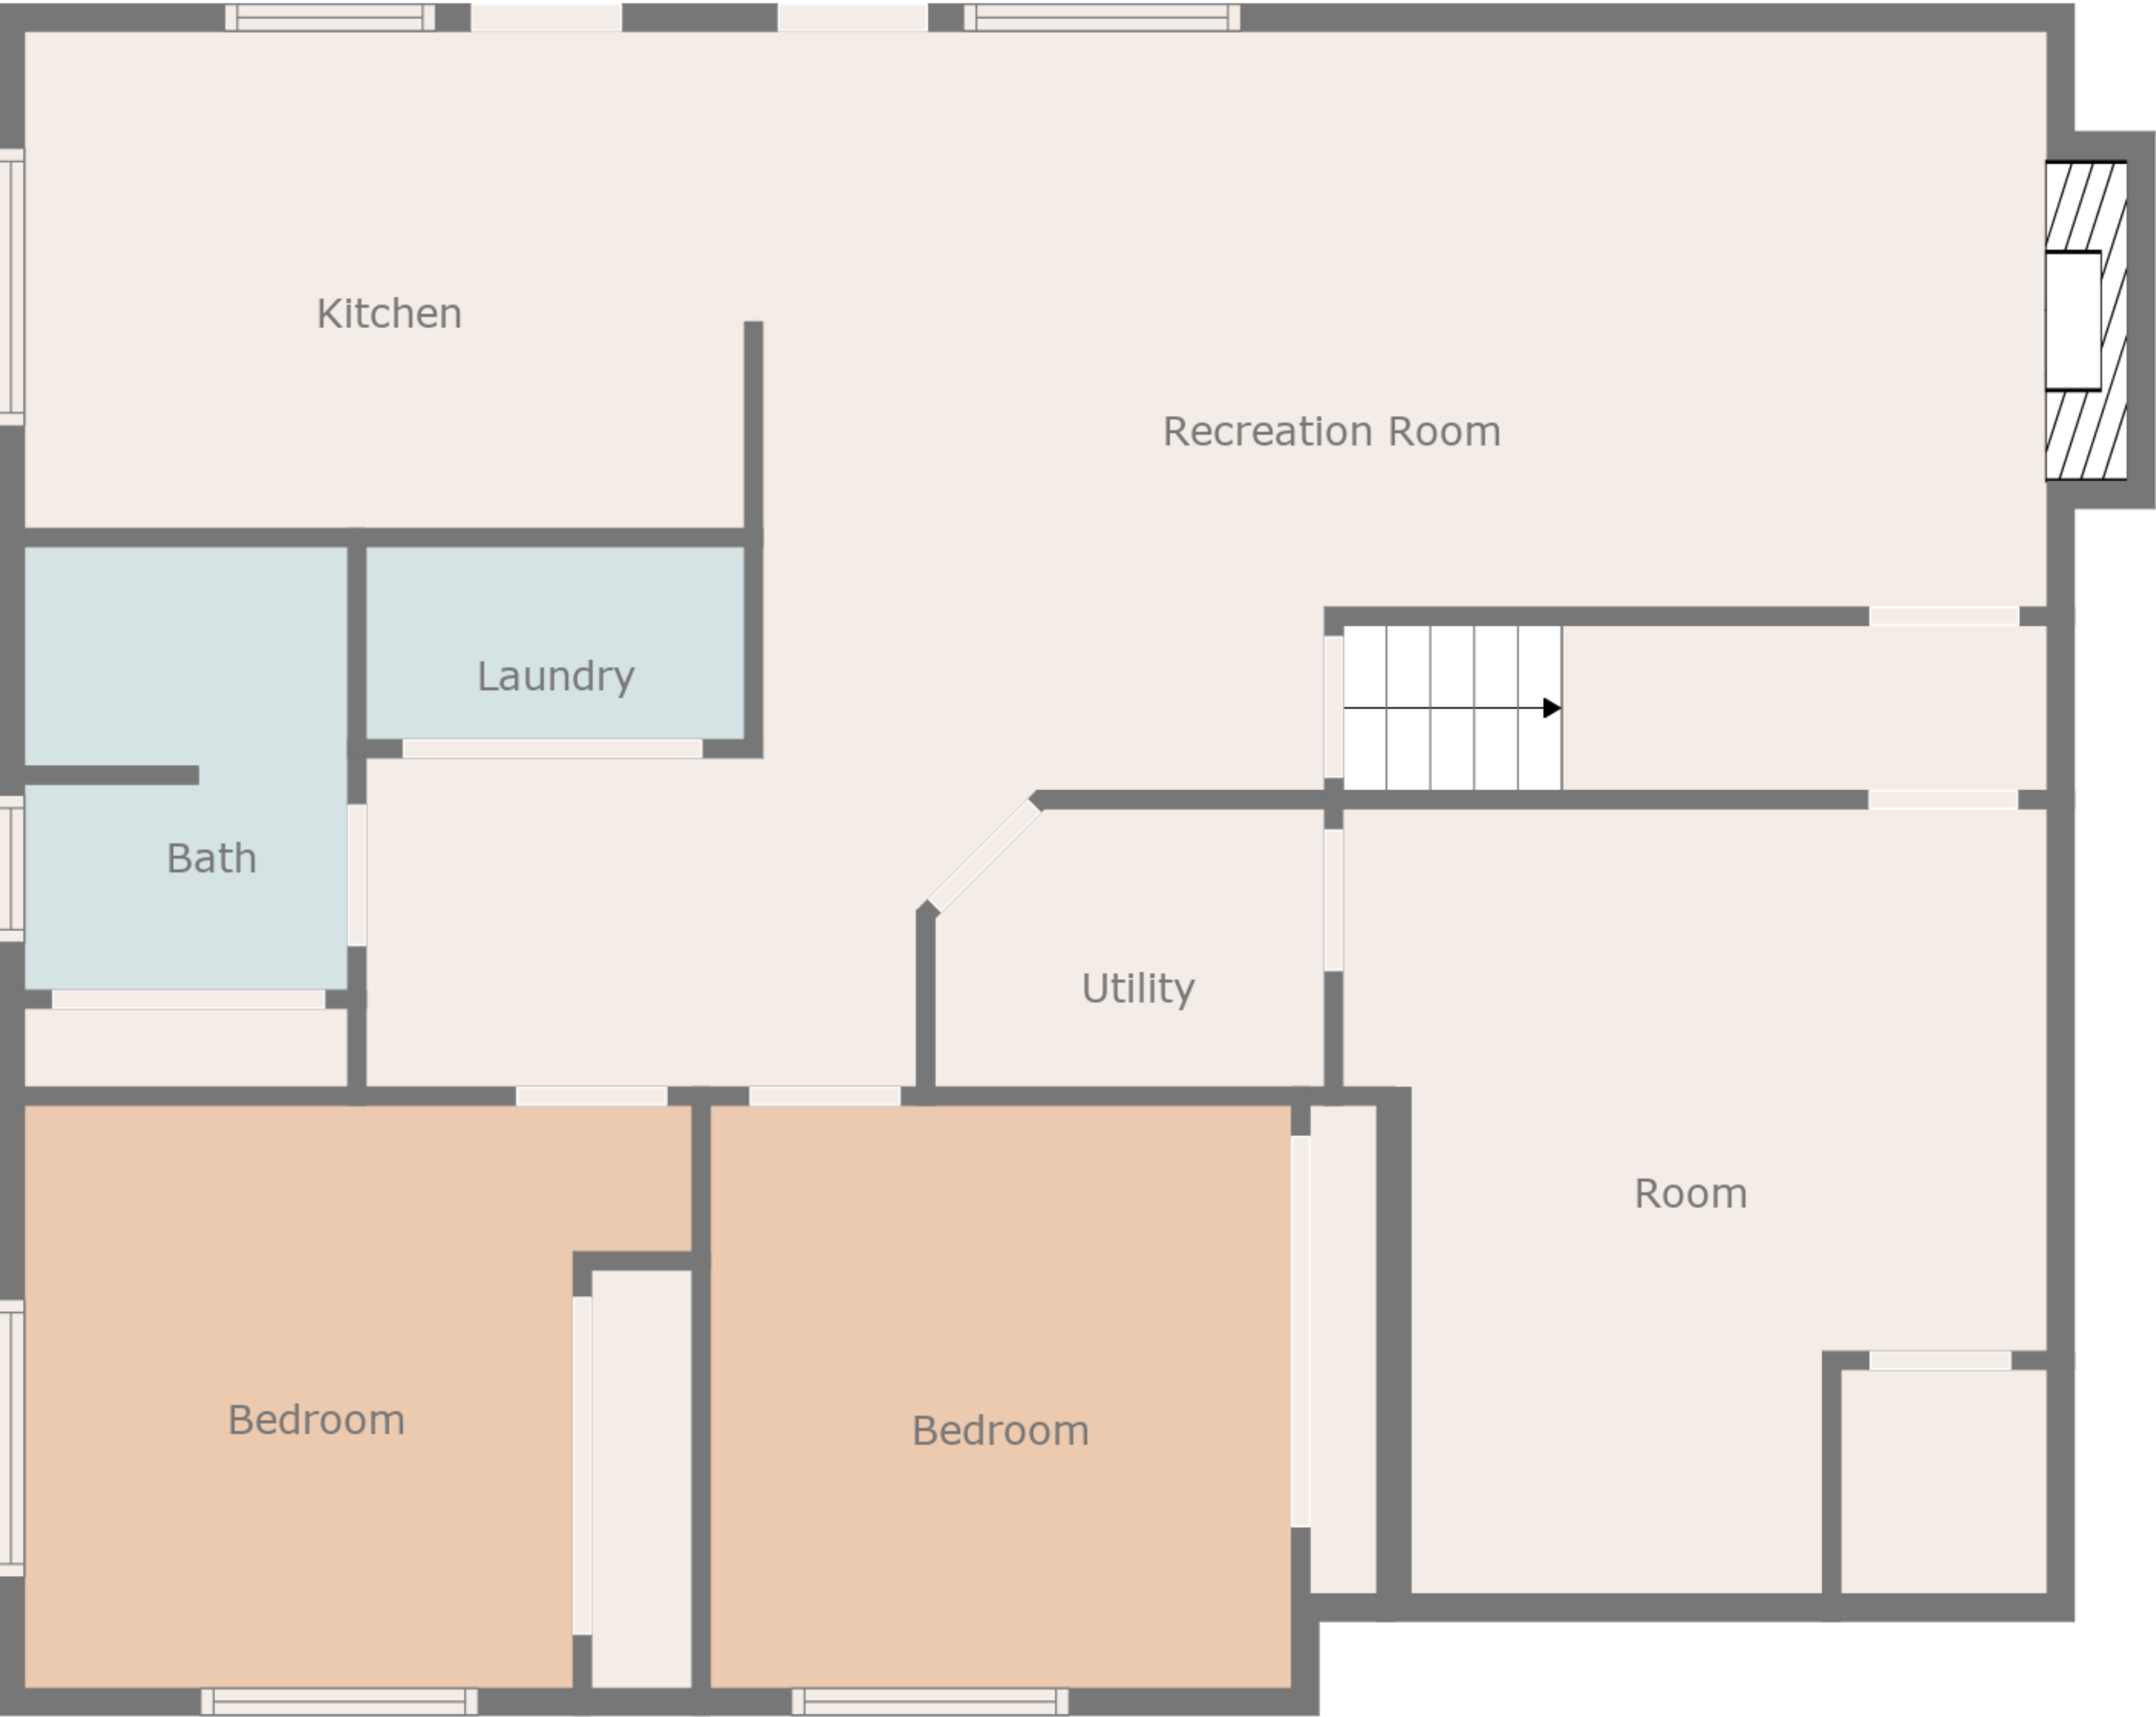 Kitchen
Recreation Room
Laundry
Bath
Utility
Room
Bedroom
Bedroom